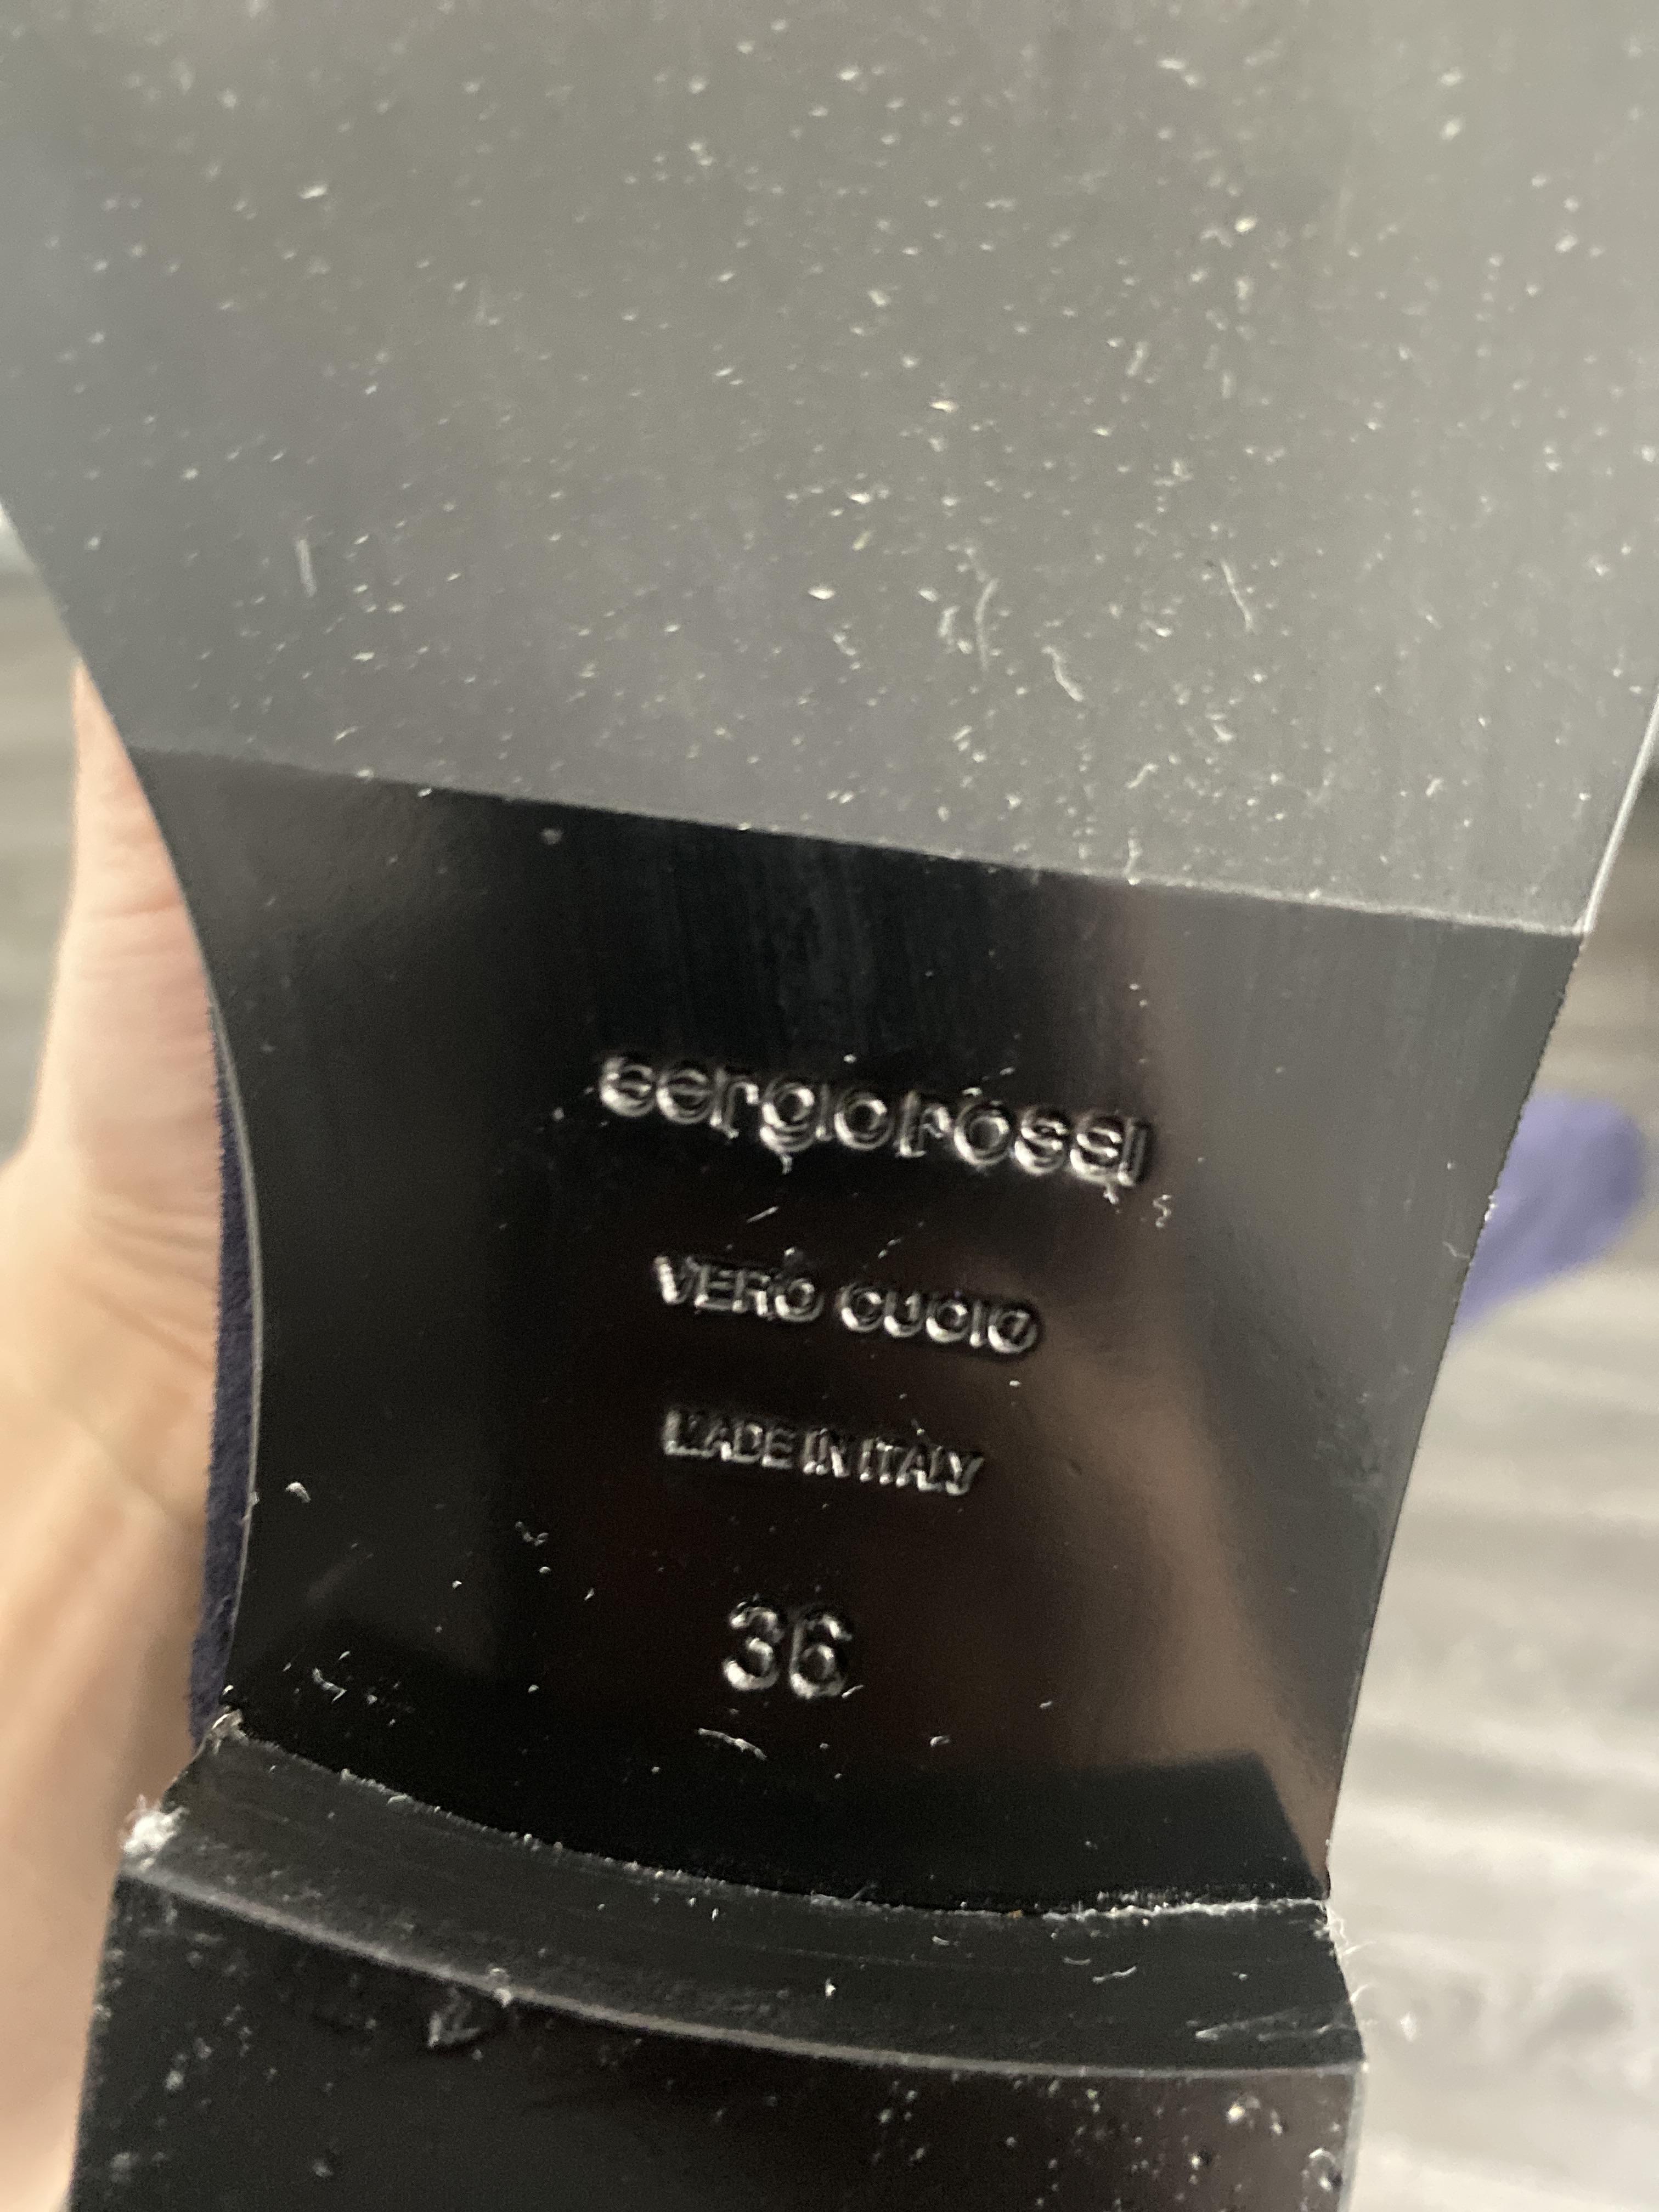 sergio rossi
VERO CUOIO
MADE IN ITALY
36